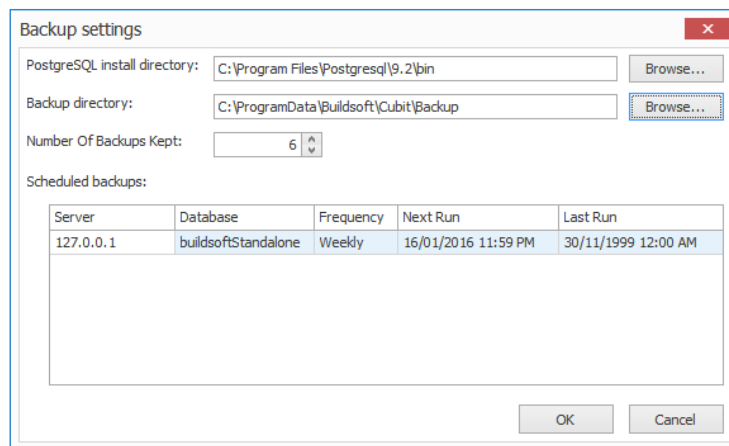 Backup settings
PostgreSQL install directory: C:\Program Files\Postgresql\9.2\bin Browse...
Backup directory: C:\ProgramData\Buildsoft\Cubit\Backup Browse...
Number Of Backups Kept: 6
Scheduled backups:
Server Database Frequency Next Run Last Run
127.0.0.1 buildsoftStandalone Weekly 16/01/2016 11:59 PM 30/11/1999 12:00 AM
OK Cancel